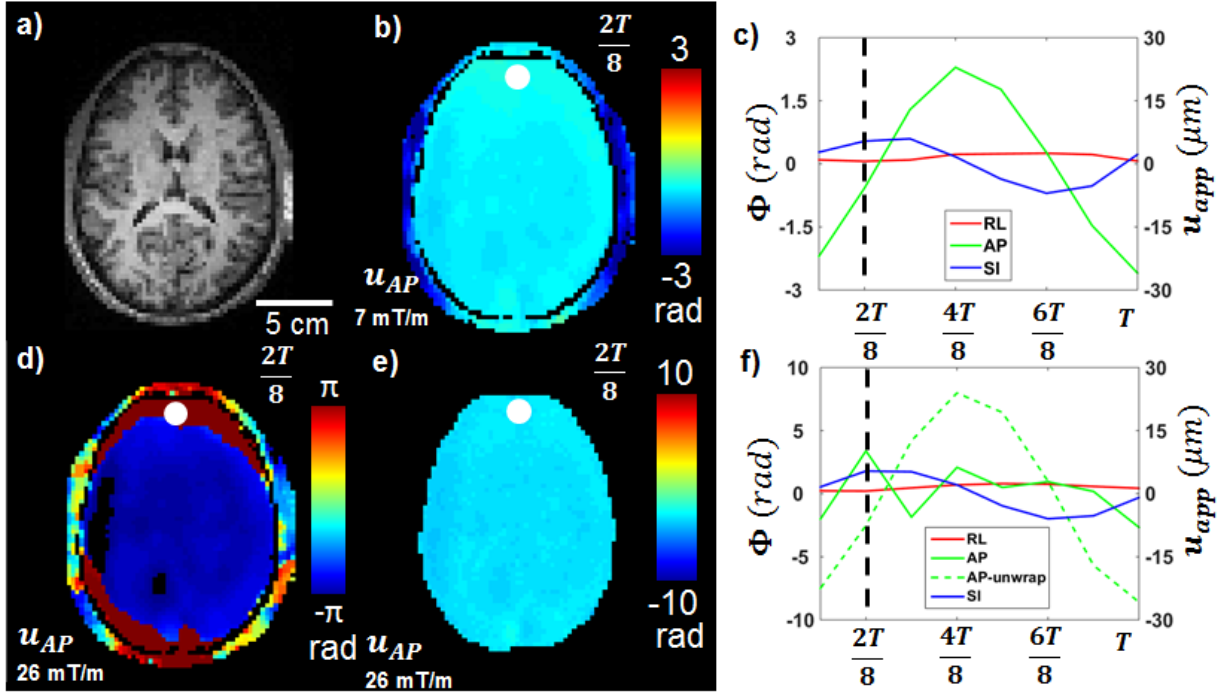 a)
5 cm
b)
2T/8
3
-3
rad
u_AP
7 mT/m
c)
Φ (rad)
3
1.5
0
-1.5
-3
30
15
0
-15
-30
u_app (μm)
RL
AP
SI
2T/8
4T/8
6T/8
T
d)
2T/8
π
-π
rad
u_AP
26 mT/m
e)
2T/8
10
-10
rad
u_AP
26 mT/m
f)
Φ (rad)
10
5
0
-5
-10
30
15
0
-15
-30
u_app (μm)
RL
AP
AP-unwrap
SI
2T/8
4T/8
6T/8
T